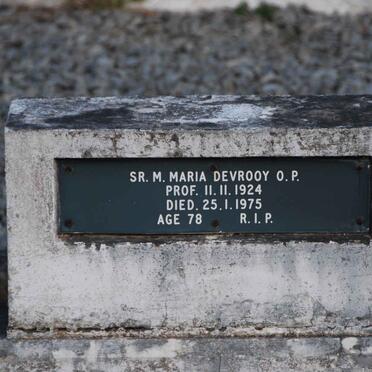 SR. M. MARIA DEVROOY O.P.
PROF. 11.11.1924
DIED. 25.1.1975
AGE 78 R.I.P.